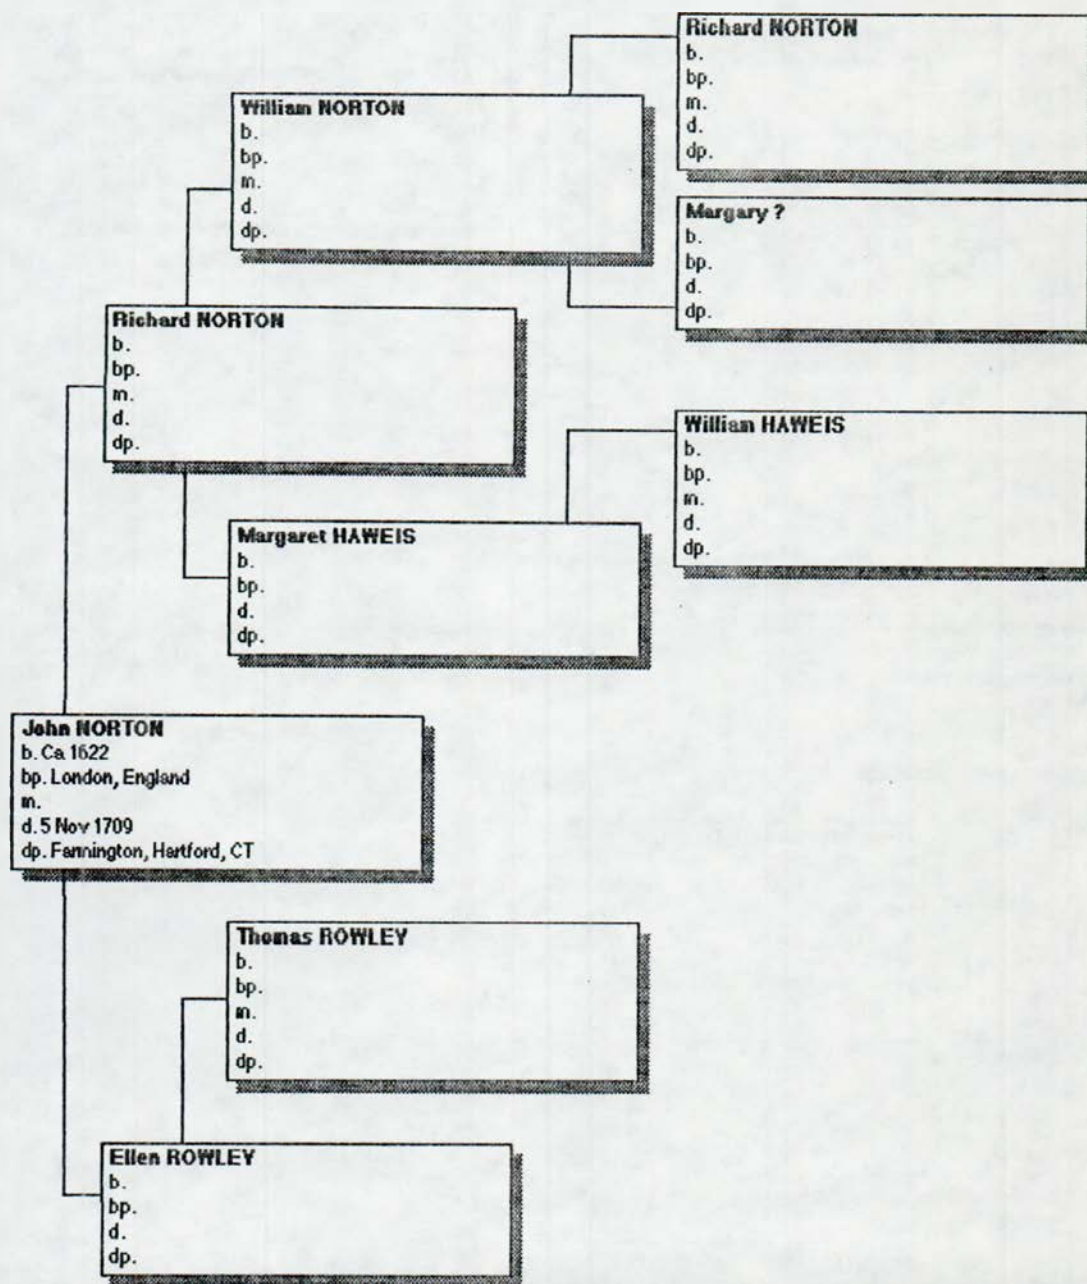 Richard NORTON
b.
bp.
m.
d.
dp.
William NORTON
b.
bp.
m.
d.
dp.
Margary ?
b.
bp.
d.
dp.
Richard NORTON
b.
bp.
m.
d.
dp.
William HAWEIS
b.
bp.
m.
d.
dp.
Margaret HAWEIS
b.
bp.
d.
dp.
John NORTON
b. Ca 1622
bp. London, England
m.
d. 5 Nov 1709
dp. Farmington, Hartford, CT
Thomas ROWLEY
b.
bp.
m.
d.
dp.
Ellen ROWLEY
b.
bp.
d.
dp.